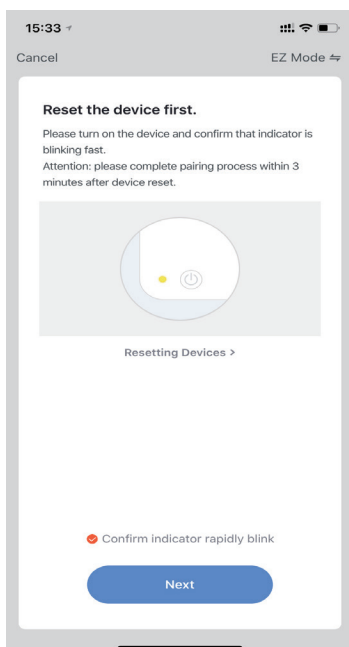 15:33
Cancel
EZ Mode ⇋
Reset the device first.
Please turn on the device and confirm that indicator is
blinking fast.
Attention: please complete pairing process within 3
minutes after device reset.
Resetting Devices >
Confirm indicator rapidly blink
Next